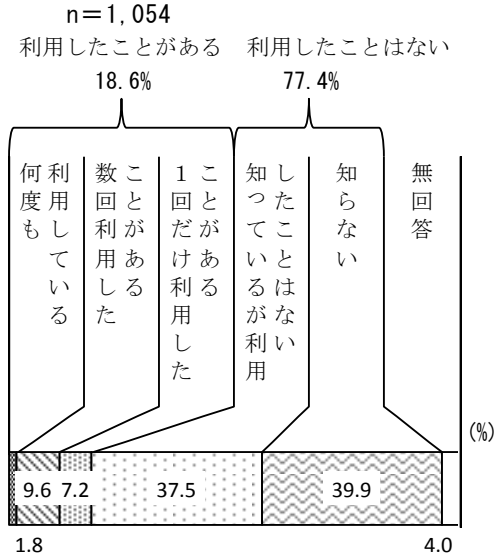 n＝1,054
利用したことがある　利用したことはない
18.6%　77.4%
何度も
利用している
数回利用した
ことがある
１回だけ利用した
ことがある
知っているが利用
したことはない
知らない
無回答
(%)
9.6 7.2 37.5 39.9
1.8 4.0